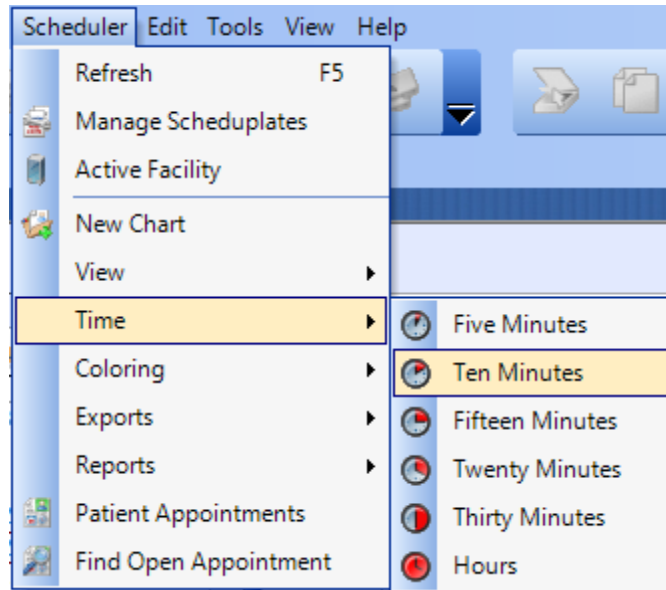 Scheduler Edit Tools View Help
Refresh F5
Manage Scheduplates
Active Facility
New Chart
View
Time
Coloring
Exports
Reports
Patient Appointments
Find Open Appointment
Five Minutes
Ten Minutes
Fifteen Minutes
Twenty Minutes
Thirty Minutes
Hours